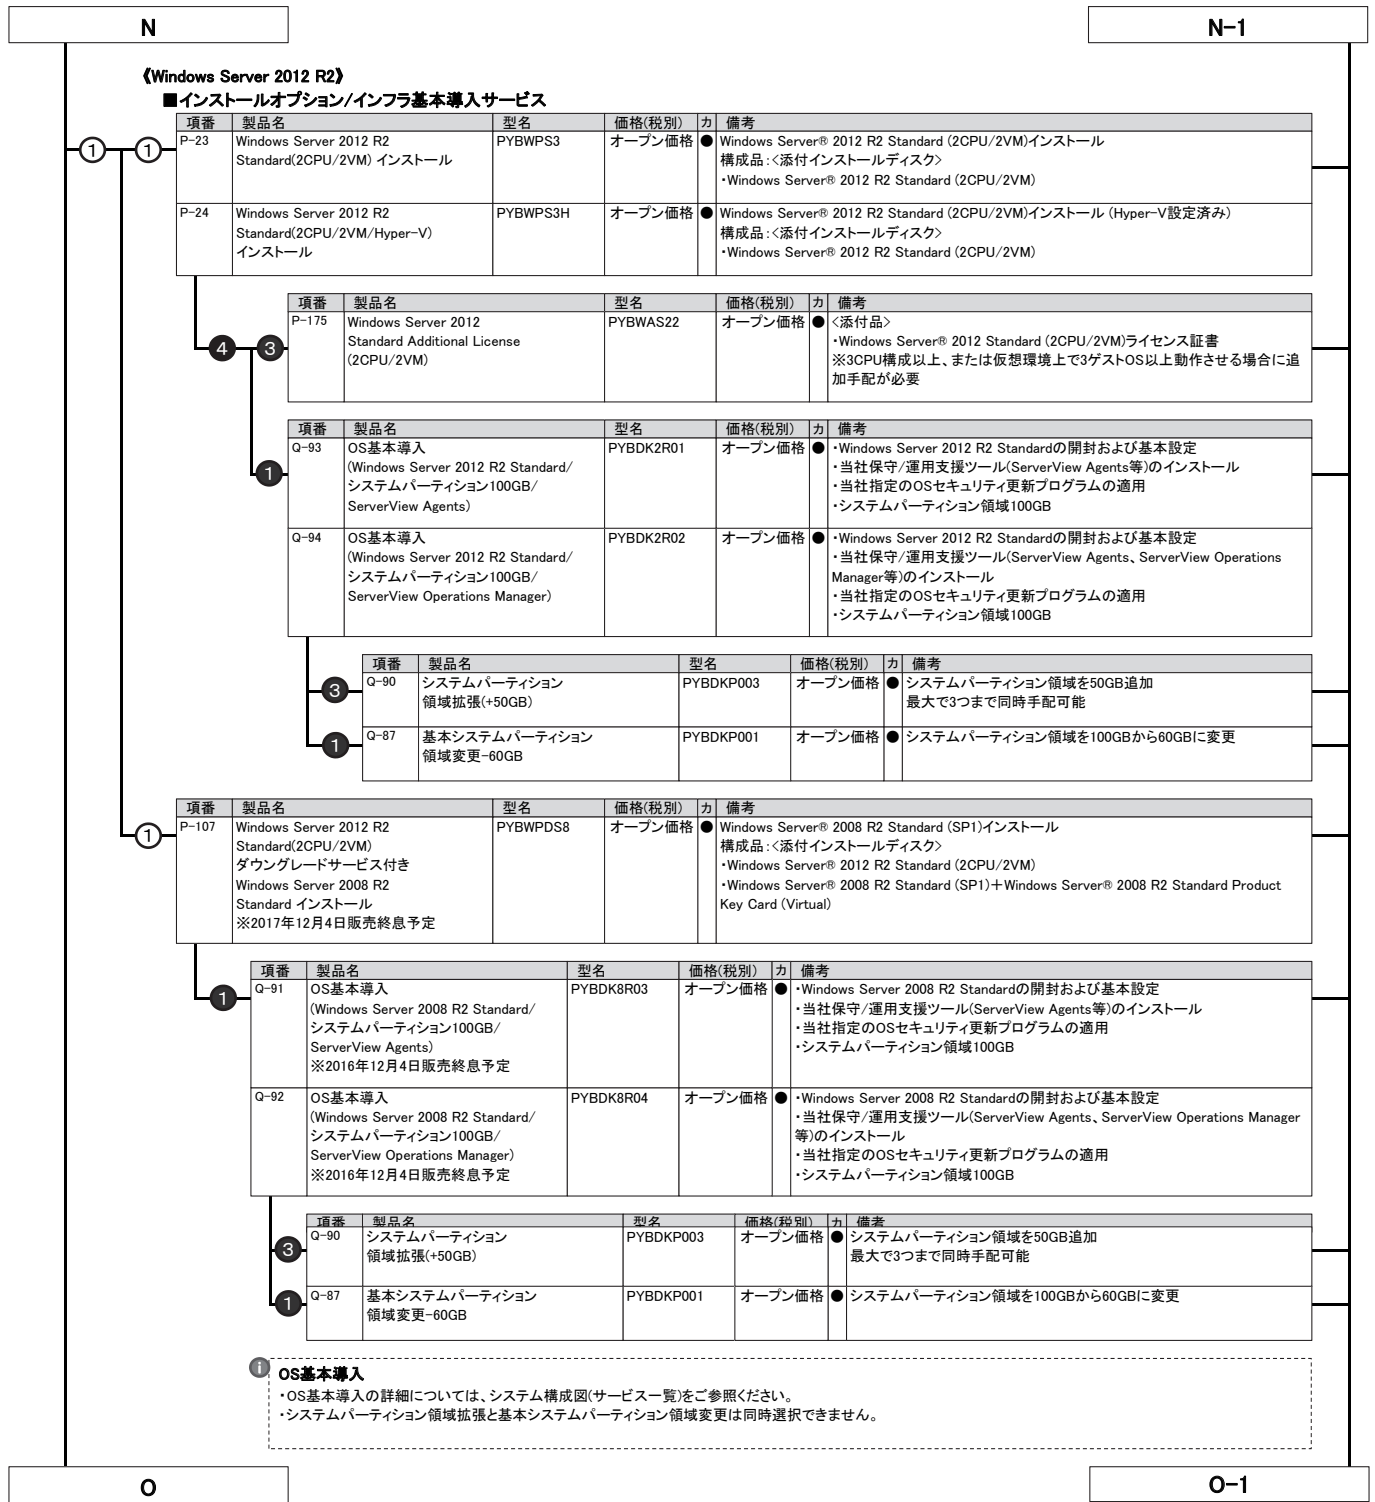 N
N-1
《Windows Server 2012 R2》
■インストールオプション/インフラ基本導入サービス
項番 製品名 型名 価格(税別) カ 備考
1 1 P-23 Windows Server 2012 R2 PYBWPS3 オープン価格 ● Windows Server® 2012 R2 Standard (2CPU/2VM)インストール
Standard(2CPU/2VM) インストール 構成品：<添付インストールディスク>
・Windows Server® 2012 R2 Standard (2CPU/2VM)
P-24 Windows Server 2012 R2 PYBWPS3H オープン価格 ● Windows Server® 2012 R2 Standard (2CPU/2VM)インストール (Hyper-V設定済み)
Standard(2CPU/2VM/Hyper-V) 構成品：<添付インストールディスク>
インストール ・Windows Server® 2012 R2 Standard (2CPU/2VM)
項番 製品名 型名 価格(税別) カ 備考
P-175 Windows Server 2012 PYBWAS22 オープン価格 ● <添付品>
4 3 Standard Additional License ・Windows Server® 2012 Standard (2CPU/2VM)ライセンス証書
(2CPU/2VM) ※3CPU構成以上、または仮想環境上で3ゲストOS以上動作させる場合に追
加手配が必要
項番 製品名 型名 価格(税別) カ 備考
Q-93 OS基本導入 PYBDK2R01 オープン価格 ● ・Windows Server 2012 R2 Standardの開封および基本設定
1 (Windows Server 2012 R2 Standard/ ・当社保守/運用支援ツール(ServerView Agents等)のインストール
システムパーティション100GB/ ・当社指定のOSセキュリティ更新プログラムの適用
ServerView Agents) ・システムパーティション領域100GB
Q-94 OS基本導入 PYBDK2R02 オープン価格 ● ・Windows Server 2012 R2 Standardの開封および基本設定
(Windows Server 2012 R2 Standard/ ・当社保守/運用支援ツール(ServerView Agents、ServerView Operations
システムパーティション100GB/ Manager等)のインストール
ServerView Operations Manager) ・当社指定のOSセキュリティ更新プログラムの適用
・システムパーティション領域100GB
項番 製品名 型名 価格(税別) カ 備考
3 Q-90 システムパーティション PYBDKP003 オープン価格 ● システムパーティション領域を50GB追加
領域拡張(+50GB) 最大で3つまで同時手配可能
1 Q-87 基本システムパーティション PYBDKP001 オープン価格 ● システムパーティション領域を100GBから60GBに変更
領域変更-60GB
項番 製品名 型名 価格(税別) カ 備考
1 P-107 Windows Server 2012 R2 PYBWPDS8 オープン価格 ● Windows Server® 2008 R2 Standard (SP1)インストール
Standard(2CPU/2VM) 構成品：<添付インストールディスク>
ダウングレードサービス付き ・Windows Server® 2012 R2 Standard (2CPU/2VM)
Windows Server 2008 R2 ・Windows Server® 2008 R2 Standard (SP1)＋Windows Server® 2008 R2 Standard Product
Standard インストール Key Card (Virtual)
※2017年12月4日販売終息予定
項番 製品名 型名 価格(税別) カ 備考
1 Q-91 OS基本導入 PYBDK8R03 オープン価格 ● ・Windows Server 2008 R2 Standardの開封および基本設定
(Windows Server 2008 R2 Standard/ ・当社保守/運用支援ツール(ServerView Agents等)のインストール
システムパーティション100GB/ ・当社指定のOSセキュリティ更新プログラムの適用
ServerView Agents) ・システムパーティション領域100GB
※2016年12月4日販売終息予定
Q-92 OS基本導入 PYBDK8R04 オープン価格 ● ・Windows Server 2008 R2 Standardの開封および基本設定
(Windows Server 2008 R2 Standard/ ・当社保守/運用支援ツール(ServerView Agents、ServerView Operations Manager
システムパーティション100GB/ 等)のインストール
ServerView Operations Manager) ・当社指定のOSセキュリティ更新プログラムの適用
※2016年12月4日販売終息予定 ・システムパーティション領域100GB
項番 製品名 型名 価格(税別) カ 備考
3 Q-90 システムパーティション PYBDKP003 オープン価格 ● システムパーティション領域を50GB追加
領域拡張(+50GB) 最大で3つまで同時手配可能
1 Q-87 基本システムパーティション PYBDKP001 オープン価格 ● システムパーティション領域を100GBから60GBに変更
領域変更-60GB
i OS基本導入
・OS基本導入の詳細については、システム構成図(サービス一覧)をご参照ください。
・システムパーティション領域拡張と基本システムパーティション領域変更は同時選択できません。
O
O-1